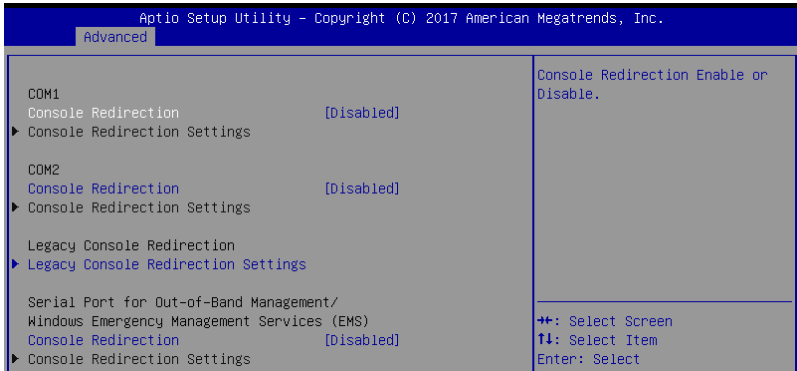 Aptio Setup Utility – Copyright (C) 2017 American Megatrends, Inc.
Advanced
COM1
Console Redirection [Disabled]
▶ Console Redirection Settings
COM2
Console Redirection [Disabled]
▶ Console Redirection Settings
Legacy Console Redirection
▶ Legacy Console Redirection Settings
Serial Port for Out-of-Band Management/
Windows Emergency Management Services (EMS)
Console Redirection [Disabled]
▶ Console Redirection Settings
Console Redirection Enable or
Disable.
→←: Select Screen
↑↓: Select Item
Enter: Select